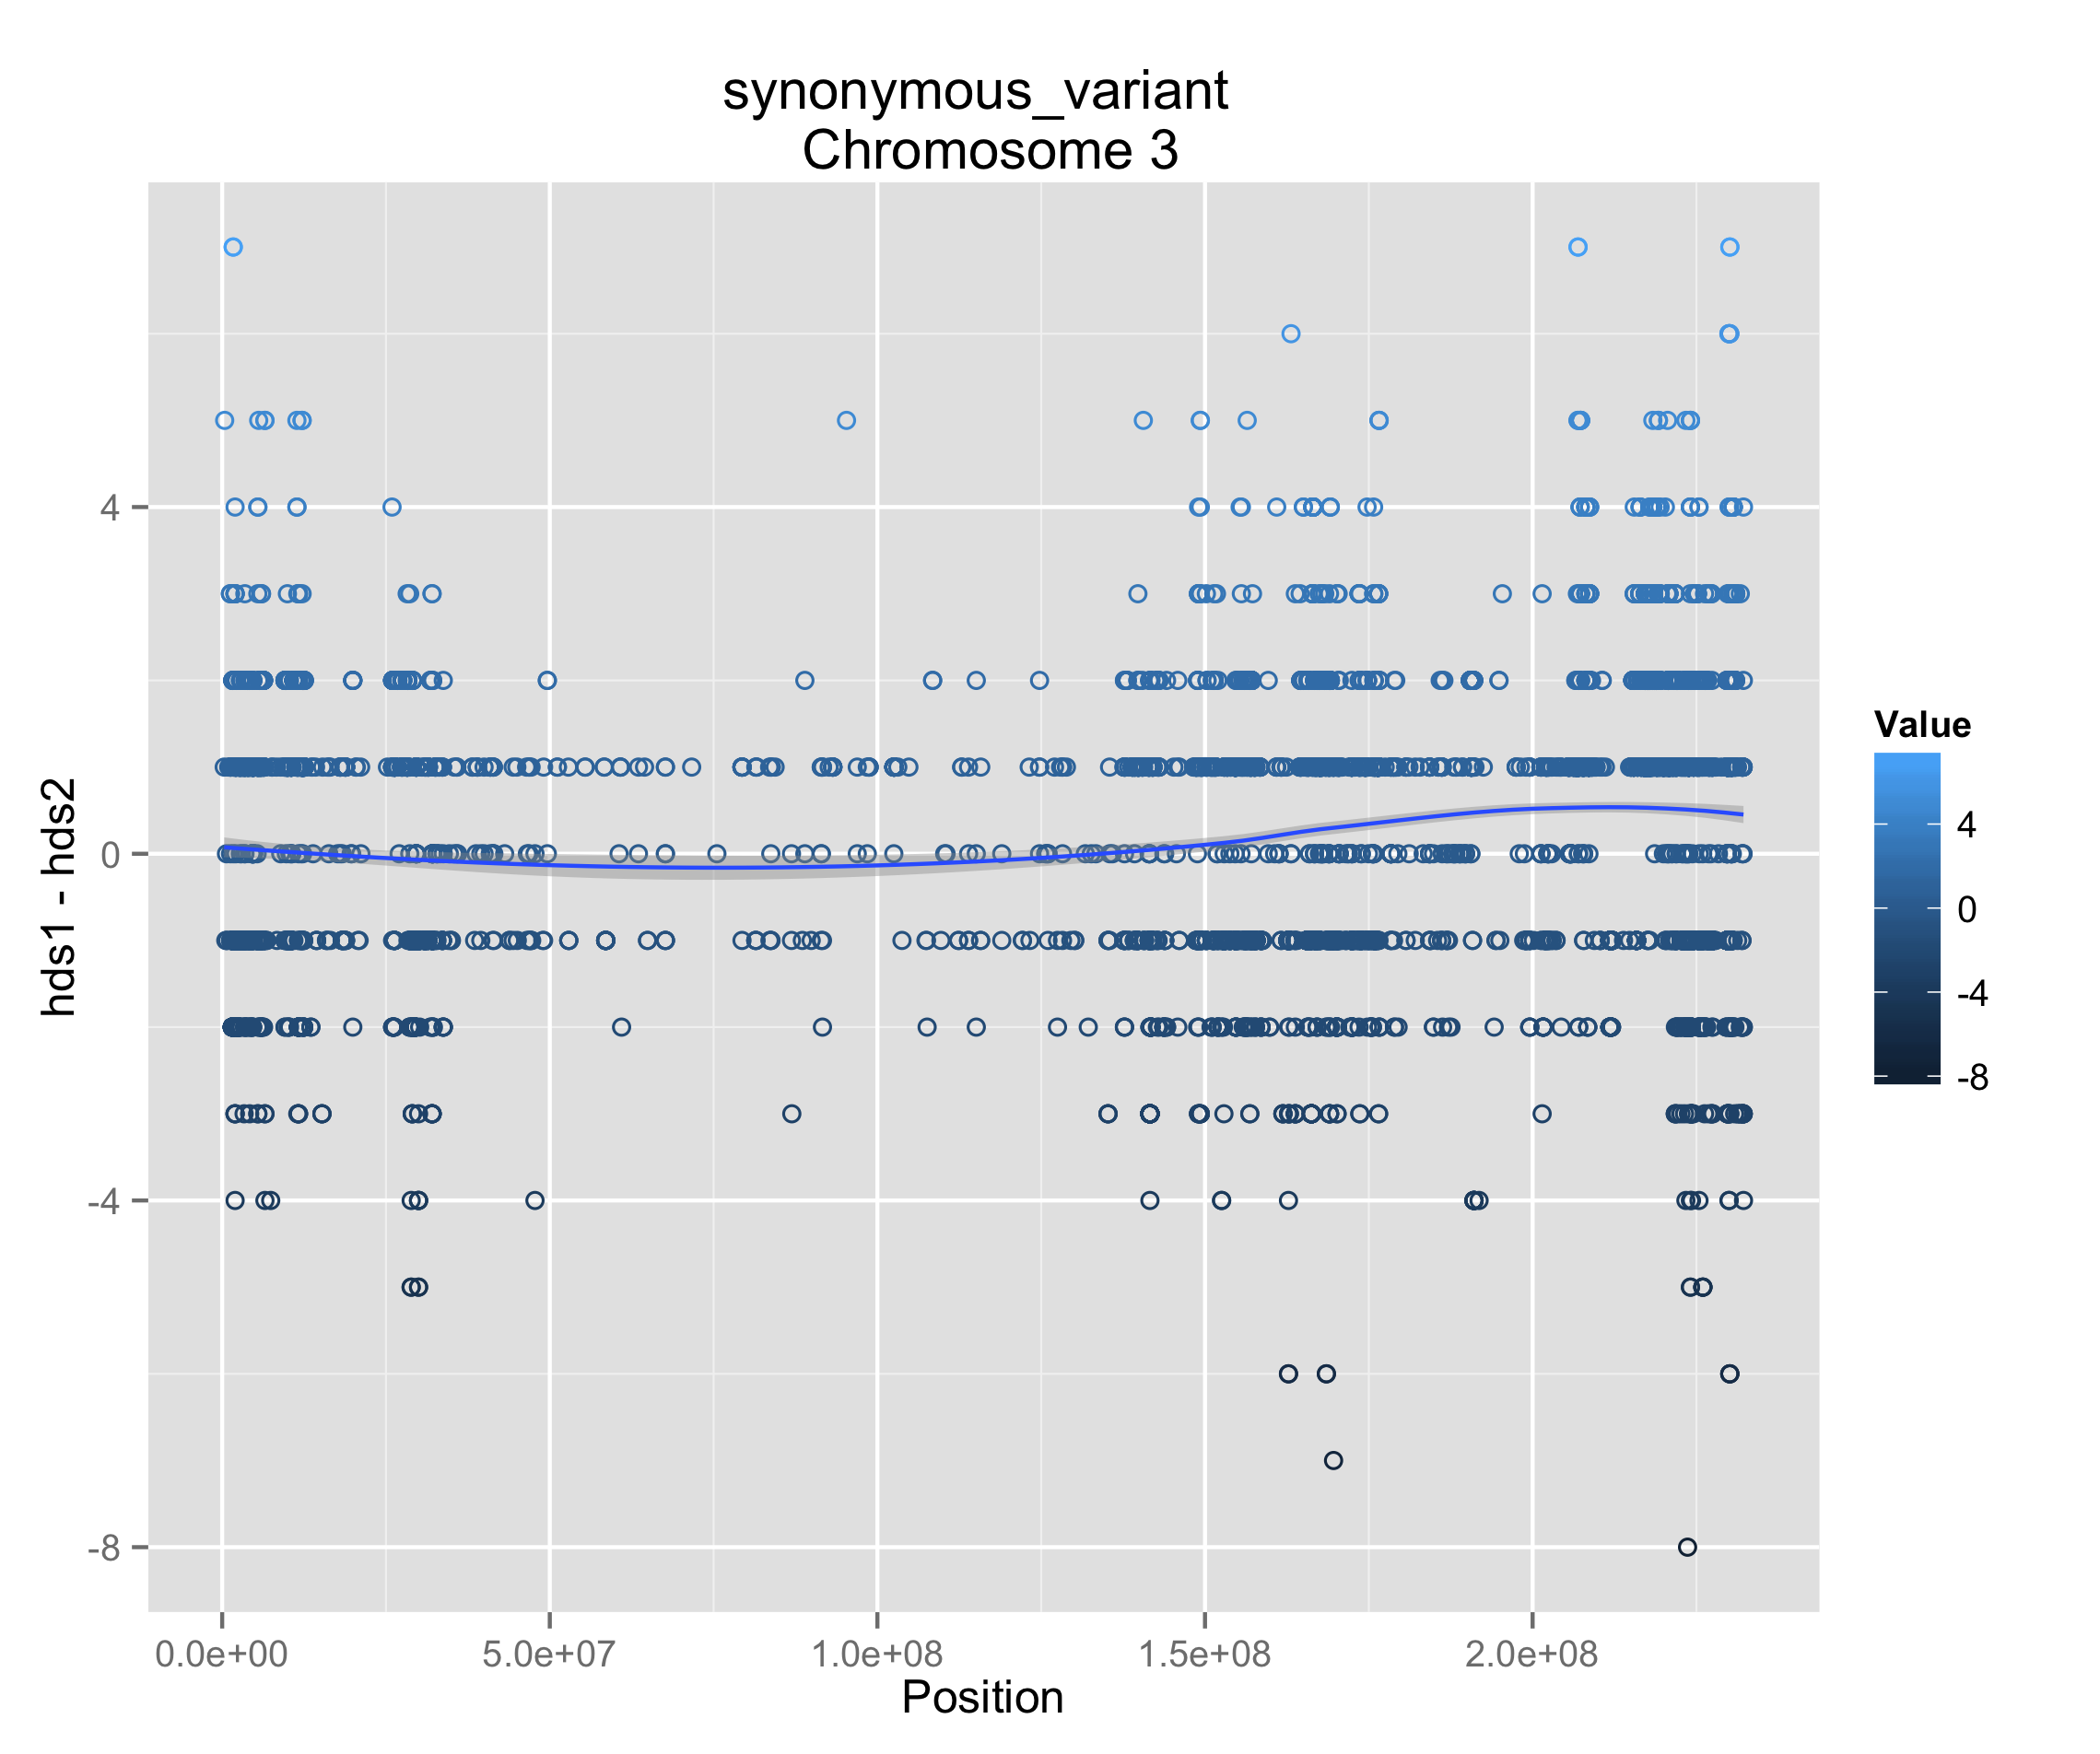 synonymous_variant
Chromosome 3
hds1 - hds2
4
0
-4
-8
0.0e+00
5.0e+07
1.0e+08
1.5e+08
2.0e+08
Position
Value
4
0
-4
-8